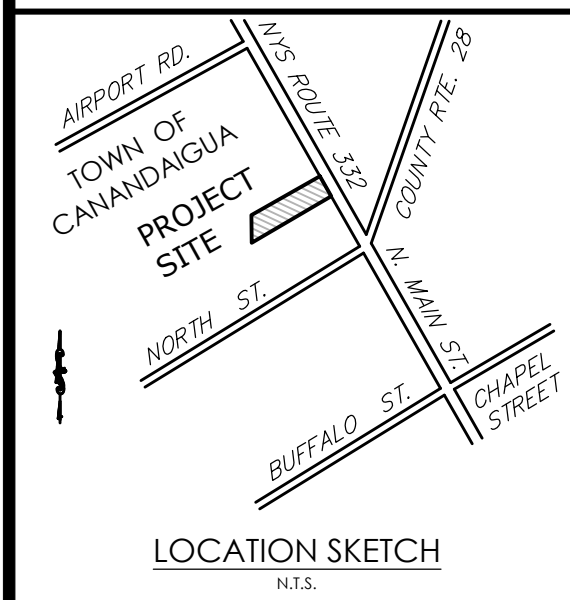 AIRPORT RD.
NYS ROUTE 332
COUNTY RTE. 28
TOWN OF
CANANDAIGUA
PROJECT
SITE
NORTH ST.
N. MAIN ST.
BUFFALO ST.
CHAPEL
STREET
LOCATION SKETCH
N.T.S.